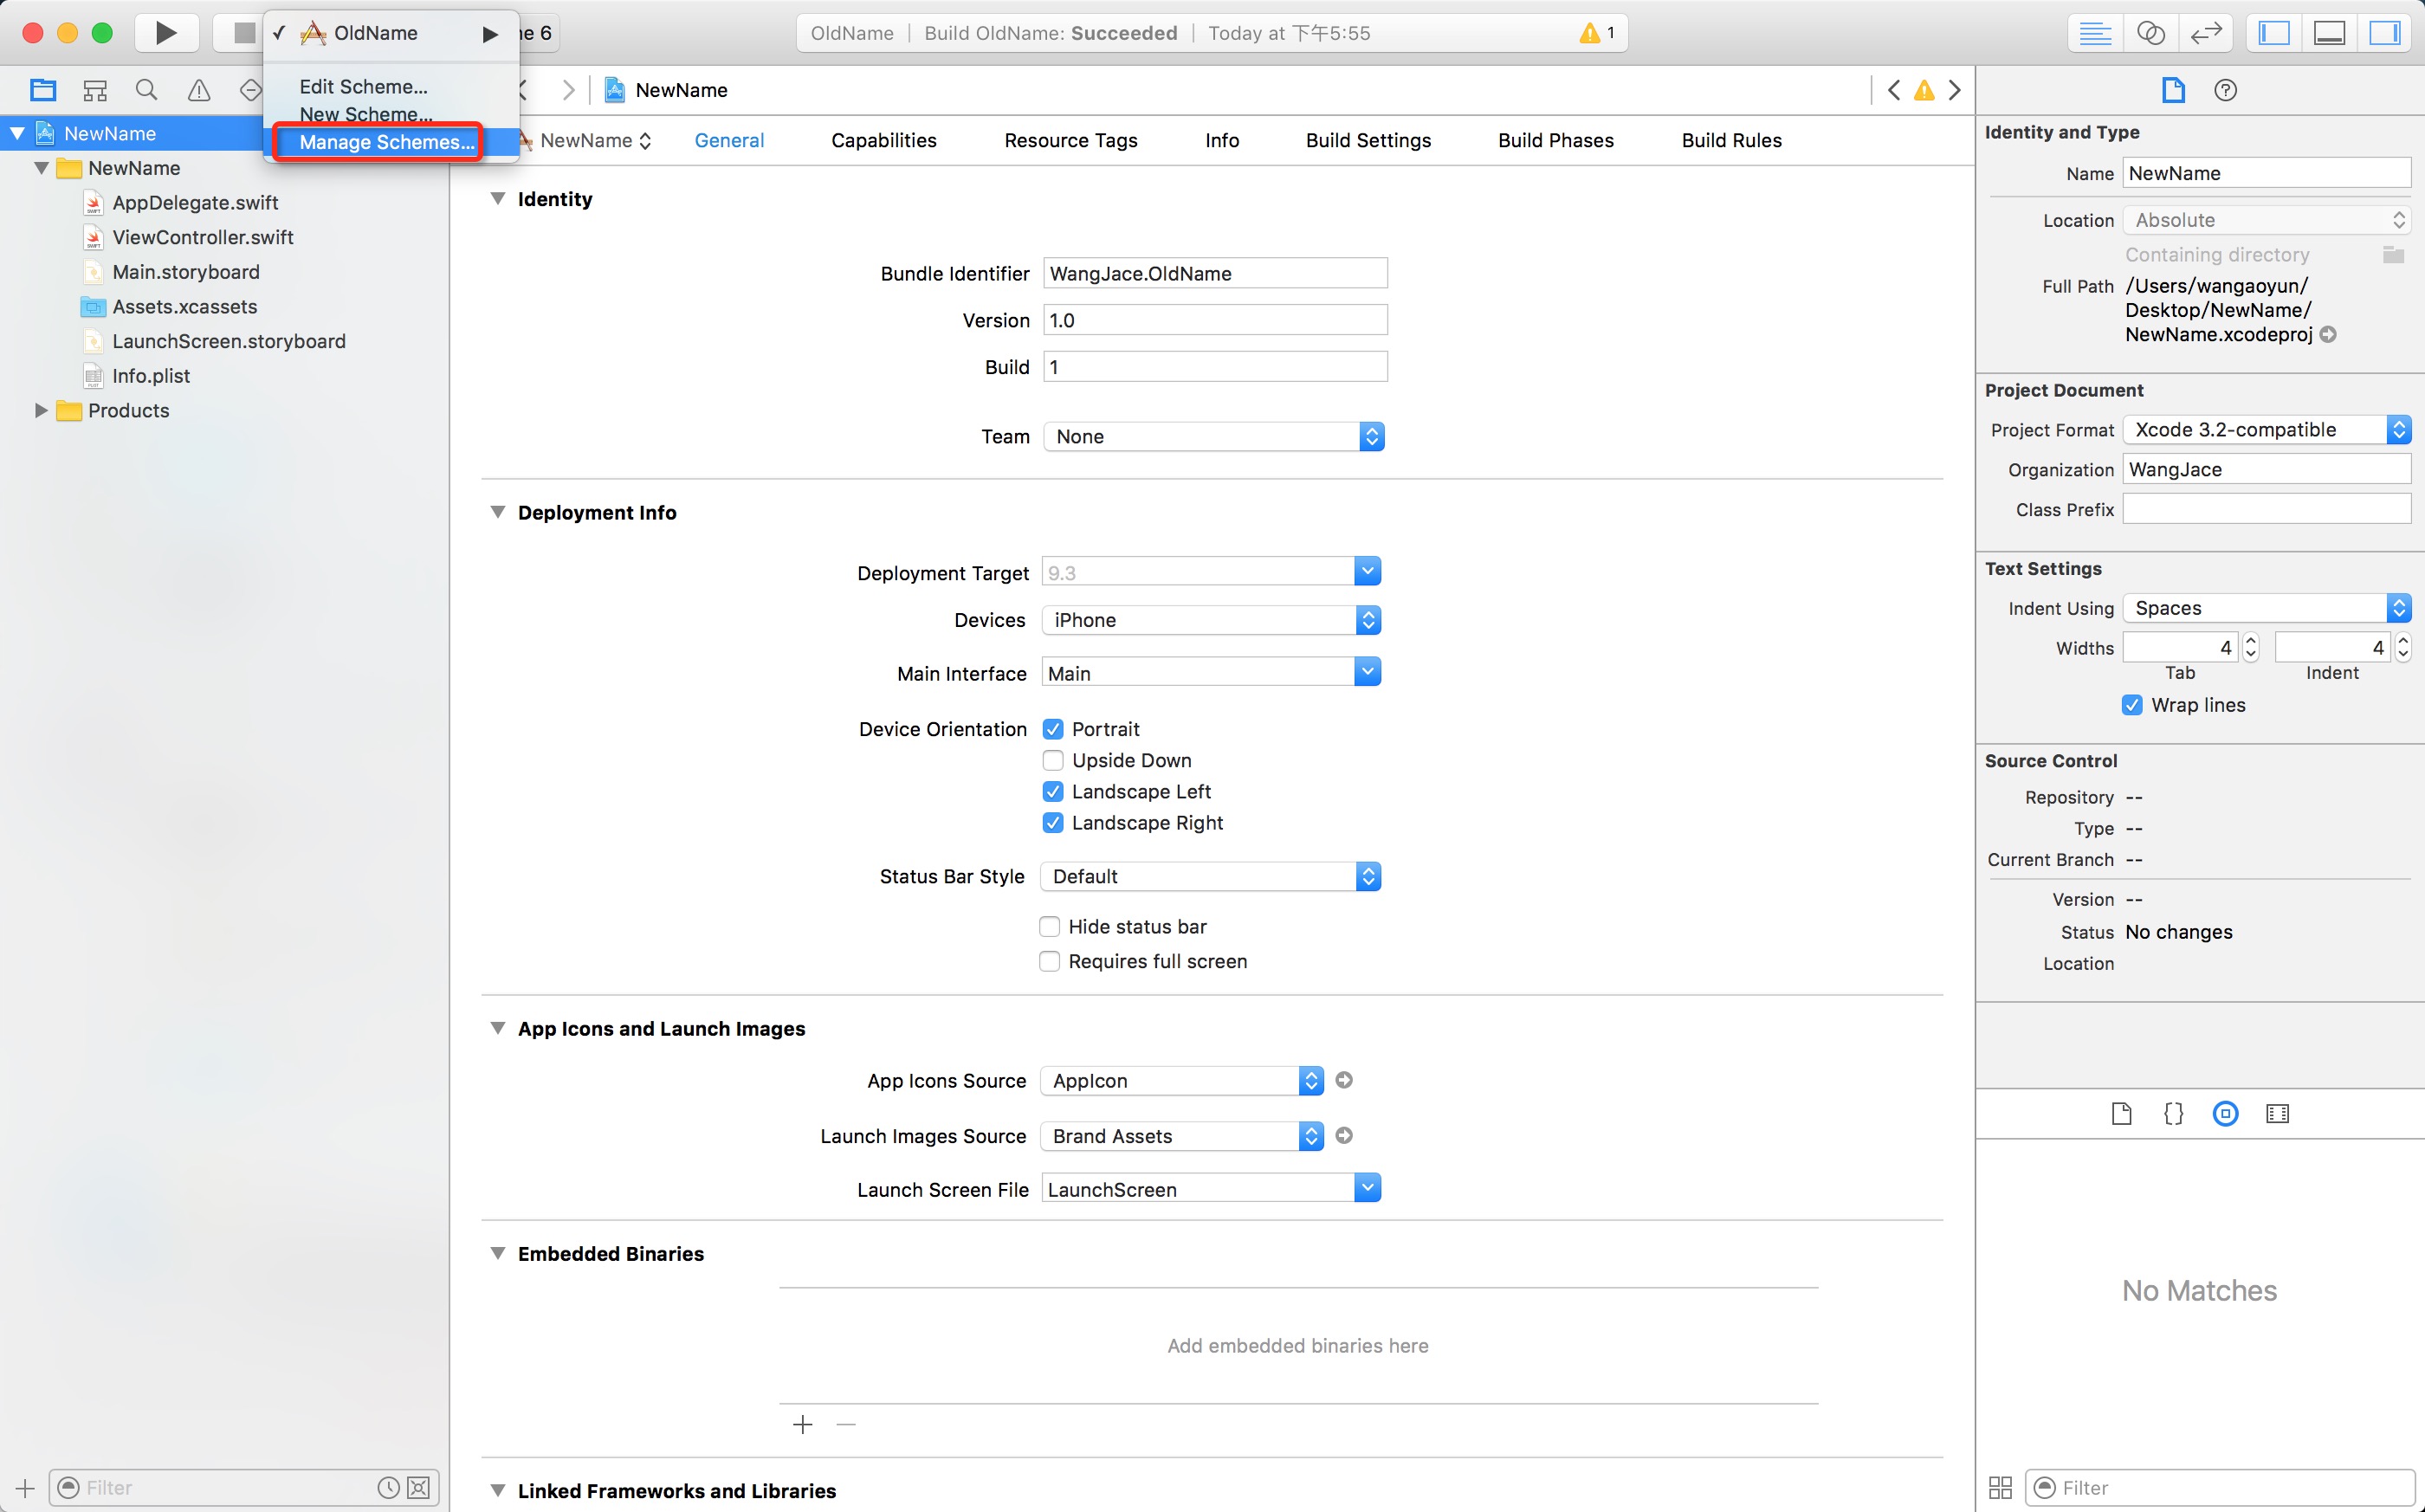 OldName
ne 6
OldName | Build OldName: Succeeded | Today at 下午5:55
1
Edit Scheme...
New Scheme...
Manage Schemes...
NewName
NewName
General
Capabilities
Resource Tags
Info
Build Settings
Build Phases
Build Rules
NewName
NewName
AppDelegate.swift
ViewController.swift
Main.storyboard
Assets.xcassets
LaunchScreen.storyboard
Info.plist
Products
Filter
Identity
Bundle Identifier WangJace.OldName
Version 1.0
Build 1
Team None
Deployment Info
Deployment Target 9.3
Devices iPhone
Main Interface Main
Device Orientation Portrait
Upside Down
Landscape Left
Landscape Right
Status Bar Style Default
Hide status bar
Requires full screen
App Icons and Launch Images
App Icons Source AppIcon
Launch Images Source Brand Assets
Launch Screen File LaunchScreen
Embedded Binaries
Add embedded binaries here
Linked Frameworks and Libraries
Identity and Type
Name NewName
Location Absolute
Containing directory
Full Path /Users/wangaoyun/
Desktop/NewName/
NewName.xcodeproj
Project Document
Project Format Xcode 3.2-compatible
Organization WangJace
Class Prefix
Text Settings
Indent Using Spaces
Widths 4 4
Tab Indent
Wrap lines
Source Control
Repository --
Type --
Current Branch --
Version --
Status No changes
Location
No Matches
Filter